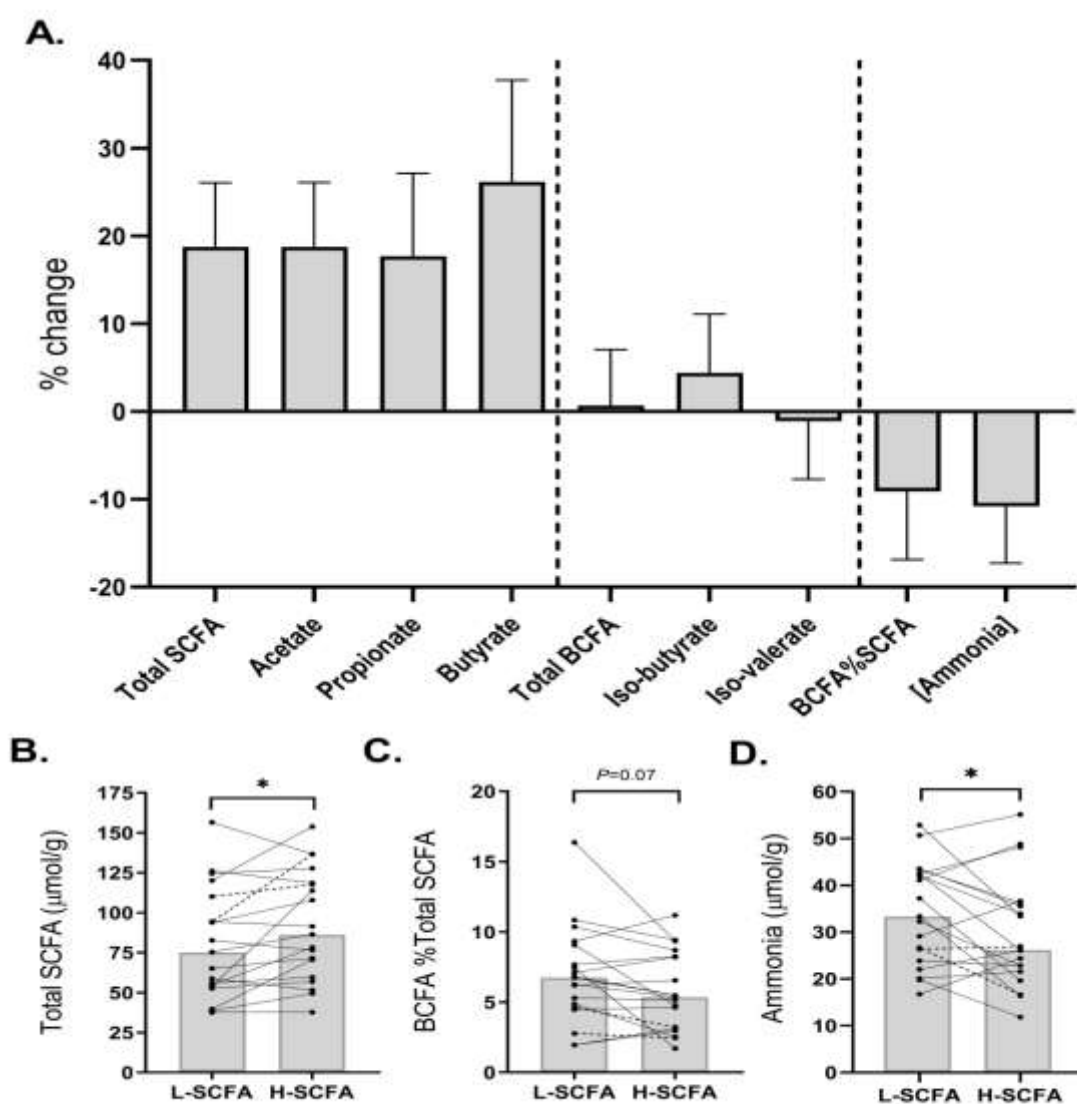 A.
40
30
20
10
0
-10
-20
% change
Total SCFA
Acetate
Propionate
Butyrate
Total BCFA
Iso-butyrate
Iso-valerate
BCFA%SCFA
[Ammonia]
B.
*
175
150
125
100
75
50
25
0
Total SCFA (μmol/g)
L-SCFA H-SCFA
C.
P=0.07
20
15
10
5
0
BCFA %Total SCFA
L-SCFA H-SCFA
D.
*
60
50
40
30
20
10
0
Ammonia (μmol/g)
L-SCFA H-SCFA